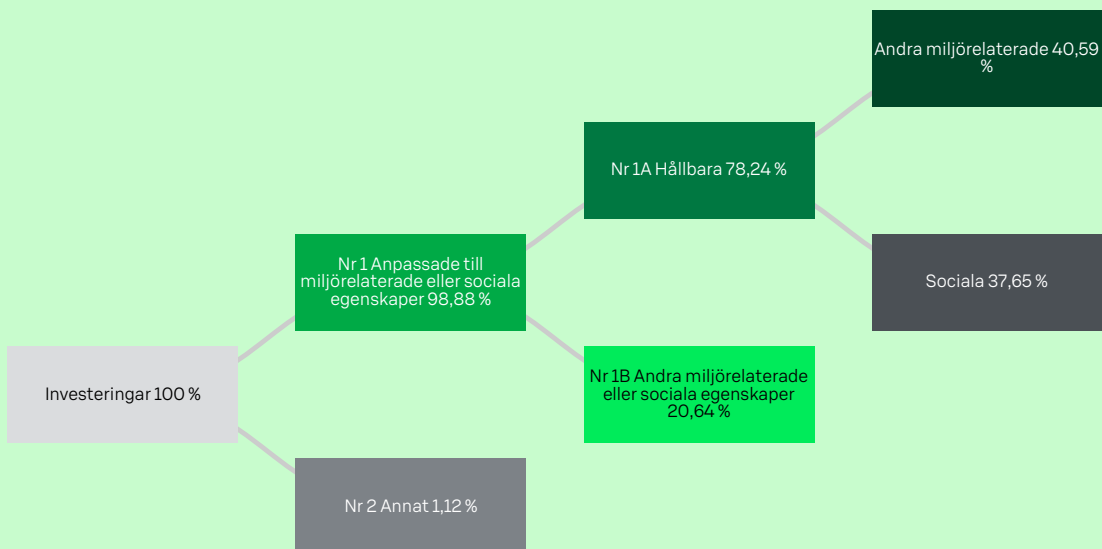 Andra miljörelaterade 40,59
%
Nr 1A Hållbara 78,24 %
Nr 1 Anpassade till
miljörelaterade eller sociala
egenskaper 98,88 %
Sociala 37,65 %
Investeringar 100 %
Nr 1B Andra miljörelaterade
eller sociala egenskaper
20,64 %
Nr 2 Annat 1,12 %